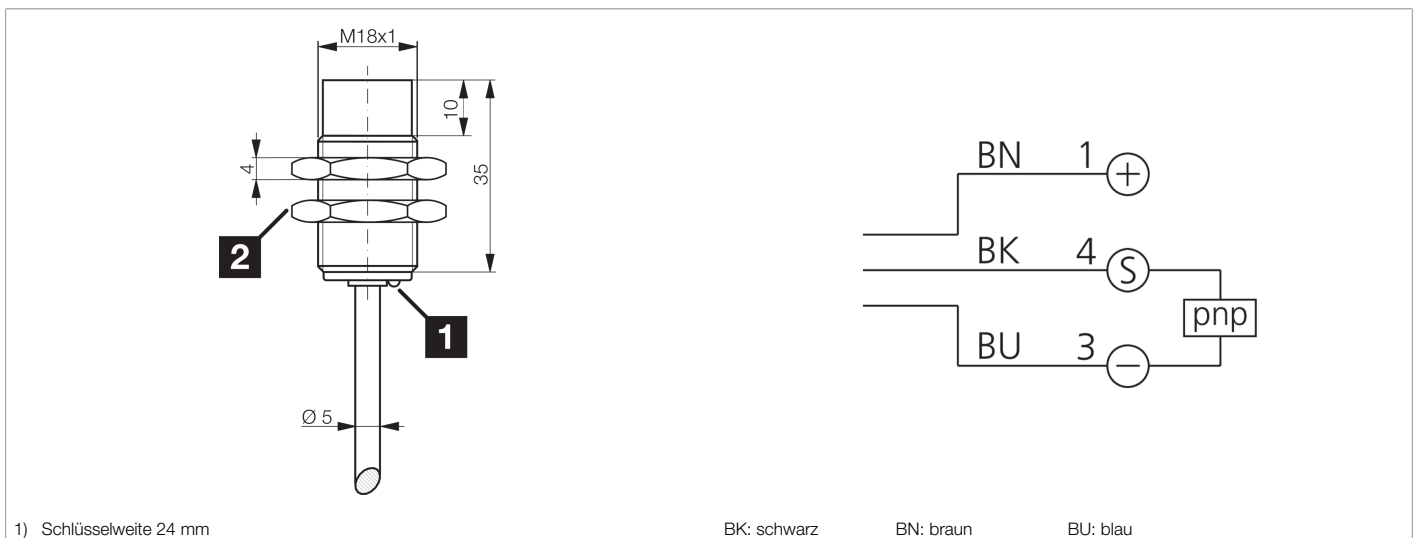 M18x1
10
4
35
2
1
Ø 5
BN 1 +
BK 4 S
pnp
BU 3 −
1) Schlüsselweite 24 mm
BK: schwarz BN: braun BU: blau